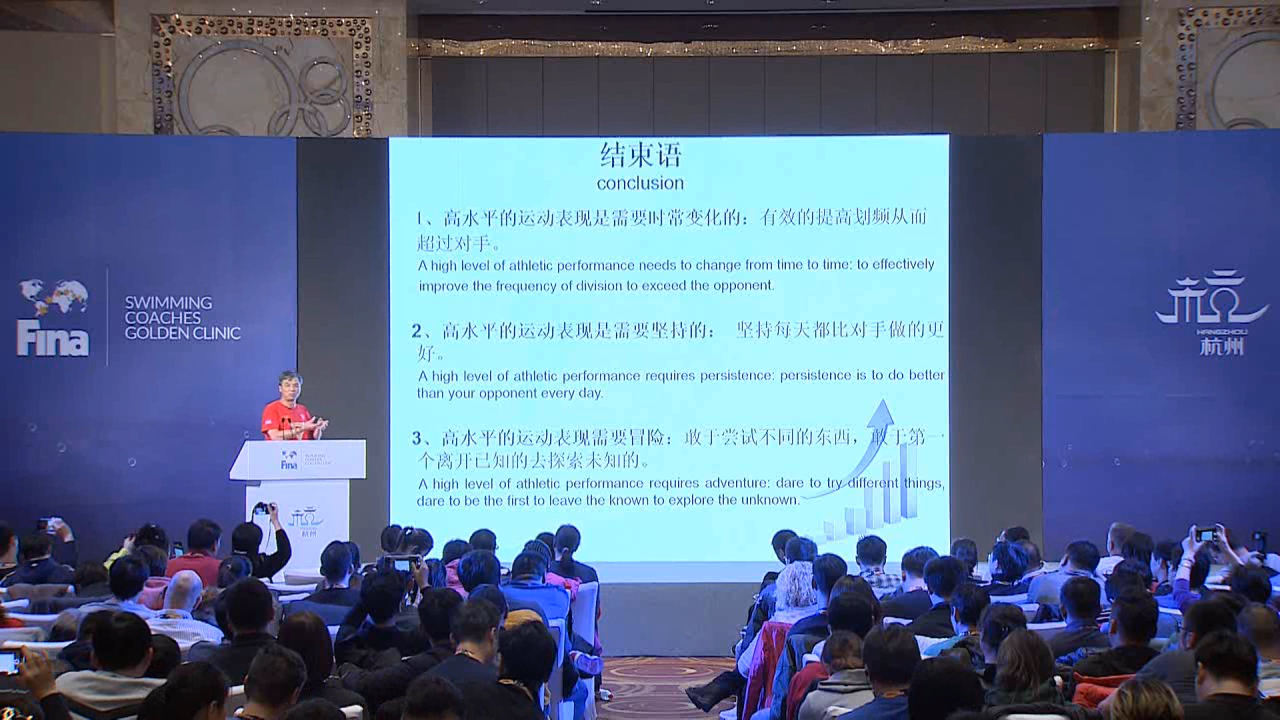 结束语
conclusion
1、高水平的运动表现是需要时常变化的：有效的提高划频从而
超过对手。
A high level of athletic performance needs to change from time to time: to effectively
improve the frequency of division to exceed the opponent.
2、高水平的运动表现是需要坚持的： 坚持每天都比对手做的更
好。
A high level of athletic performance requires persistence: persistence is to do better
than your opponent every day.
3、高水平的运动表现需要冒险：敢于尝试不同的东西，敢于第一
个离开已知的去探索未知的。
A high level of athletic performance requires adventure: dare to try different things,
dare to be the first to leave the known to explore the unknown.
Fina
SWIMMING
COACHES
GOLDEN CLINIC
HANGZHOU
杭州
Fina